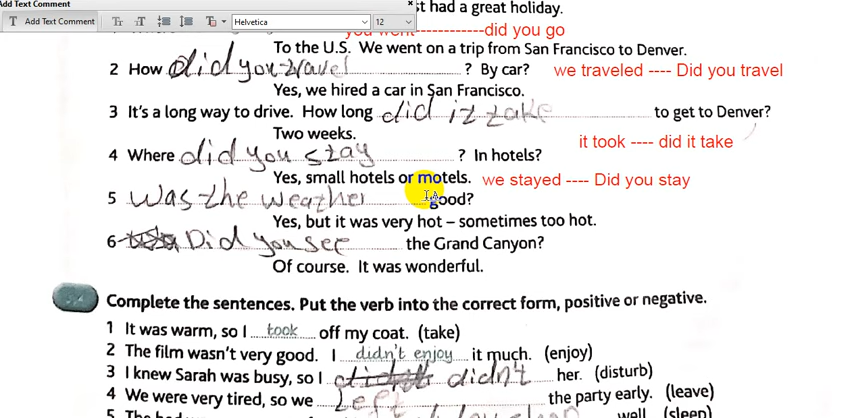 Add Text Comment
st had a great holiday.
T Add Text Comment Helvetica 12
you went------------did you go
To the U.S. We went on a trip from San Francisco to Denver.
2 How did you travel ? By car? we traveled ---- Did you travel
Yes, we hired a car in San Francisco.
3 It's a long way to drive. How long did it take to get to Denver?
Two weeks.
it took ---- did it take
4 Where did you stay ? In hotels?
Yes, small hotels or motels. we stayed ---- Did you stay
5 Was the weather good?
Yes, but it was very hot – sometimes too hot.
6 Did you see the Grand Canyon?
Of course. It was wonderful.
Complete the sentences. Put the verb into the correct form, positive or negative.
1 It was warm, so I took off my coat. (take)
2 The film wasn't very good. I didn't enjoy it much. (enjoy)
3 I knew Sarah was busy, so I didn't her. (disturb)
4 We were very tired, so we Left the party early. (leave)
5 The well (sleep)